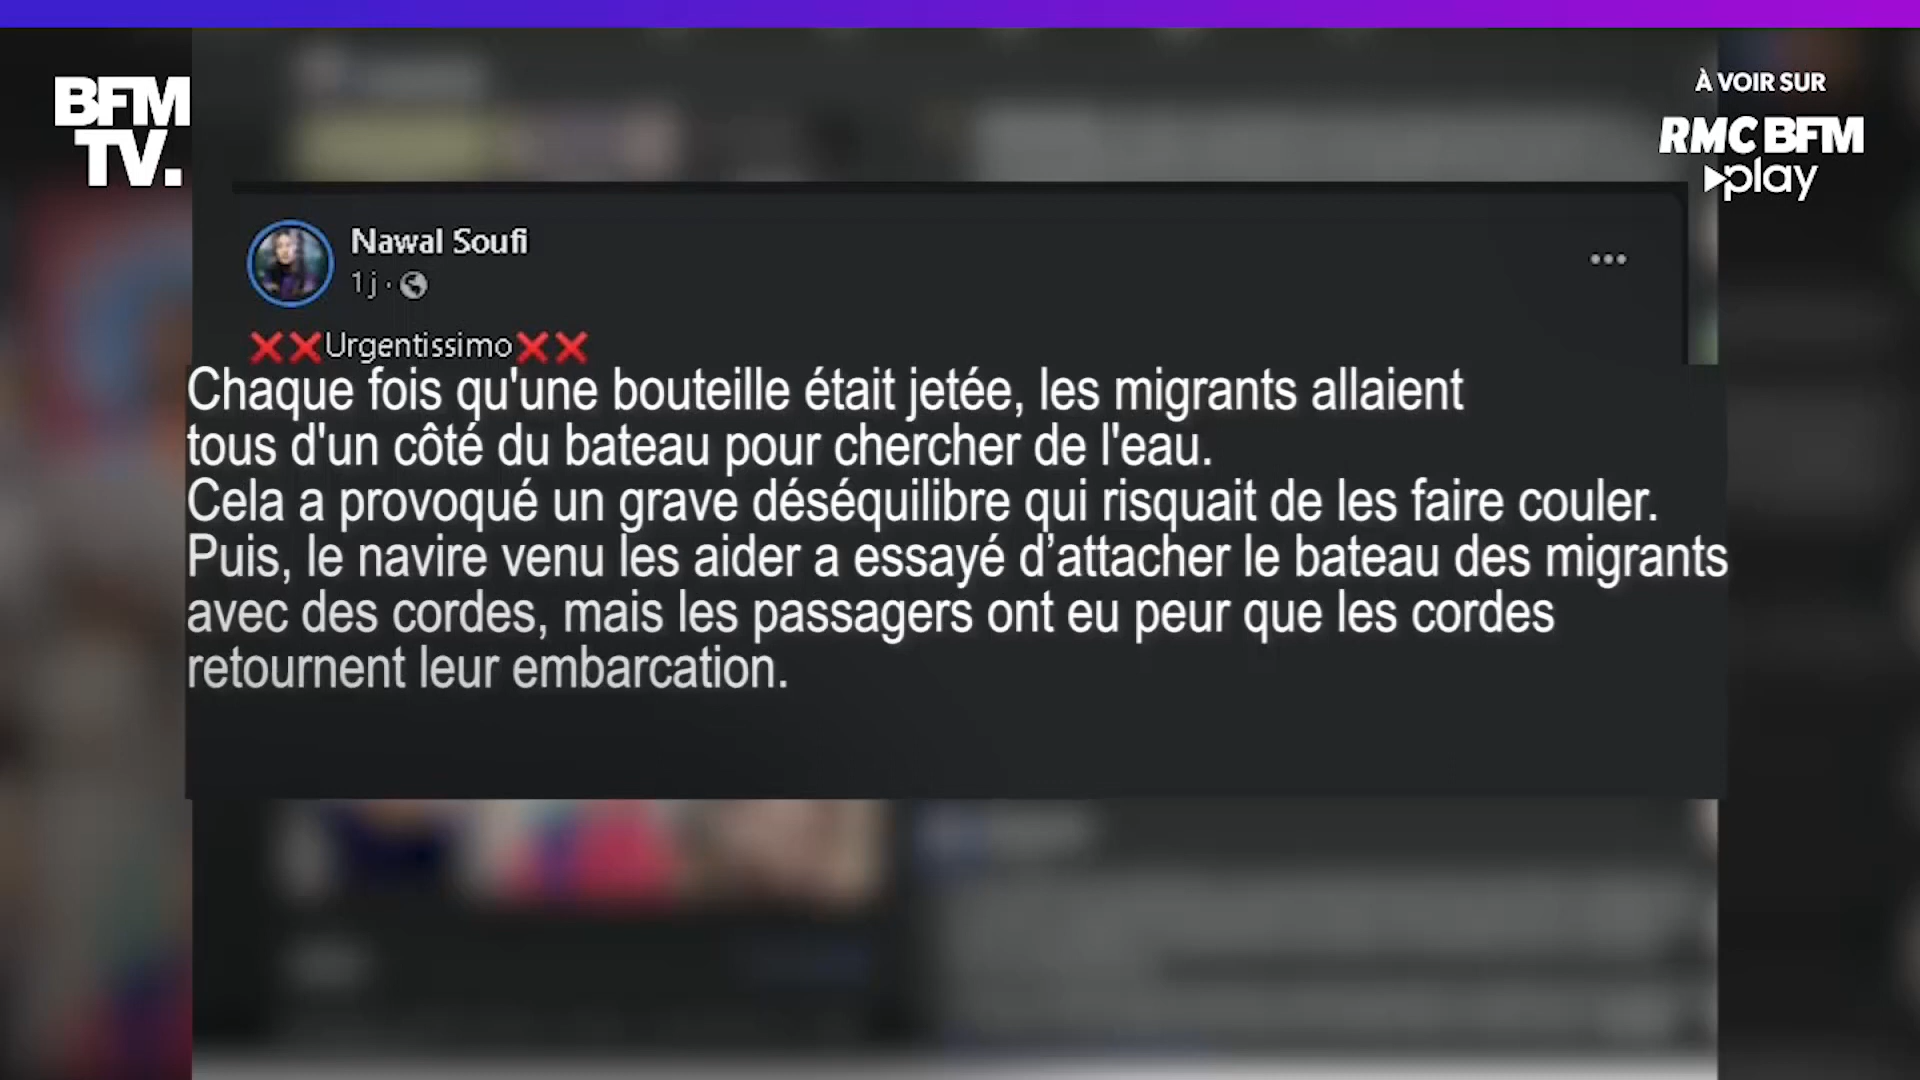 BFM
TV.
À VOIR SUR
RMC BFM
play
Nawal Soufi
1 j ·
❌❌Urgentissimo❌❌
Chaque fois qu'une bouteille était jetée, les migrants allaient
tous d'un côté du bateau pour chercher de l'eau.
Cela a provoqué un grave déséquilibre qui risquait de les faire couler.
Puis, le navire venu les aider a essayé d’attacher le bateau des migrants
avec des cordes, mais les passagers ont eu peur que les cordes
retournent leur embarcation.